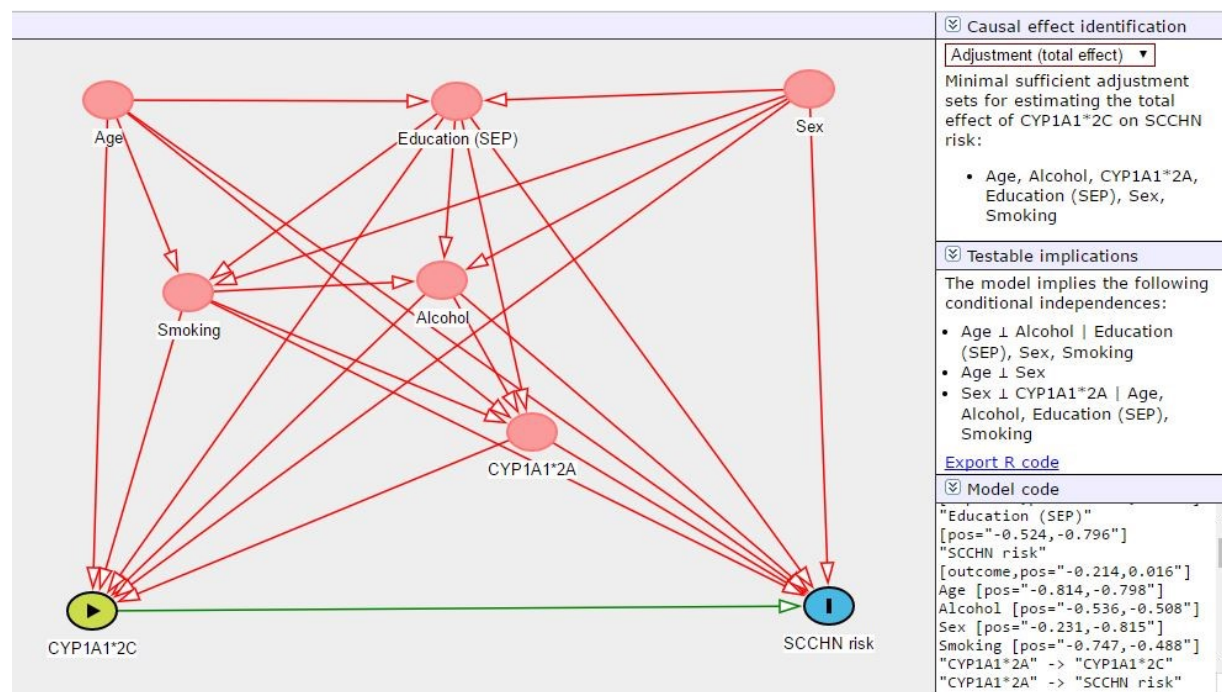 Causal effect identification
Adjustment (total effect) ▼
Minimal sufficient adjustment
sets for estimating the total
effect of CYP1A1*2C on SCCHN
risk:
• Age, Alcohol, CYP1A1*2A,
Education (SEP), Sex,
Smoking
Testable implications
The model implies the following
conditional independences:
• Age ⊥ Alcohol | Education
(SEP), Sex, Smoking
• Age ⊥ Sex
• Sex ⊥ CYP1A1*2A | Age,
Alcohol, Education (SEP),
Smoking
Export R code
Model code
"Education (SEP)"
[pos="-0.524,-0.796"]
"SCCHN risk"
[outcome,pos="-0.214,0.016"]
Age [pos="-0.814,-0.798"]
Alcohol [pos="-0.536,-0.508"]
Sex [pos="-0.231,-0.815"]
Smoking [pos="-0.747,-0.488"]
"CYP1A1*2A" -> "CYP1A1*2C"
"CYP1A1*2A" -> "SCCHN risk"
Age
Education (SEP)
Sex
Smoking
Alcohol
CYP1A1*2A
CYP1A1*2C
SCCHN risk